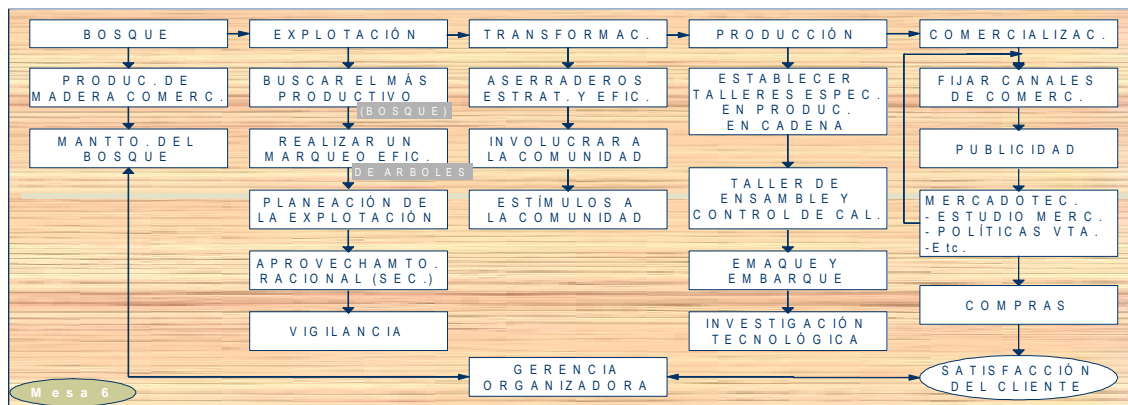 BOSQUE
EXPLOTACIÓN
TRANSFORMAC.
PRODUCCIÓN
COMERCIALIZAC.
PRODUC. DE
MADERA COMERC.
MANTTO. DEL
BOSQUE
BUSCAR EL MÁS
PRODUCTIVO
(BOSQUE)
REALIZAR UN
MARQUEO EFIC.
DE ARBOLES
PLANEACIÓN DE
LA EXPLOTACIÓN
APROVECHAMTO.
RACIONAL (SEC.)
VIGILANCIA
ASERRADEROS
ESTRAT. Y EFIC.
INVOLUCRAR A
LA COMUNIDAD
ESTÍMULOS A
LA COMUNIDAD
ESTABLECER
TALLERES ESPEC.
EN PRODUC.
EN CADENA
TALLER DE
ENSAMBLE Y
CONTROL DE CAL.
EMAQUE Y
EMBARQUE
INVESTIGACIÓN
TECNOLÓGICA
FIJAR CANALES
DE COMERC.
PUBLICIDAD
MERCADOTEC.
- ESTUDIO MERC.
- POLÍTICAS VTA.
-Etc.
COMPRAS
SATISFACCIÓN
DEL CLIENTE
GERENCIA
ORGANIZADORA
Mesa 6